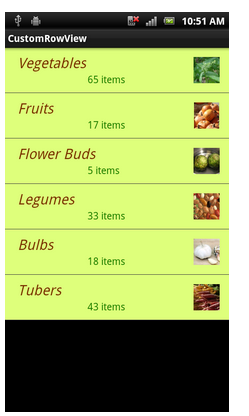 10:51 AM
CustomRowView
Vegetables
65 items
Fruits
17 items
Flower Buds
5 items
Legumes
33 items
Bulbs
18 items
Tubers
43 items